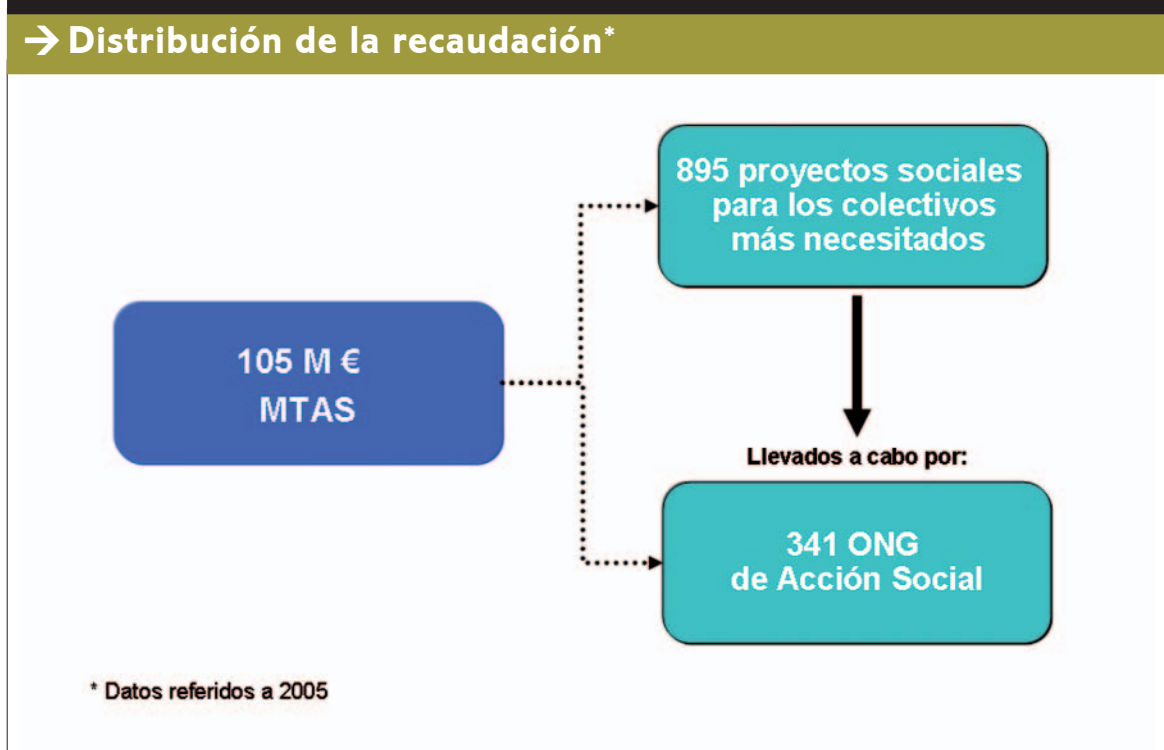 → Distribución de la recaudación*
895 proyectos sociales
para los colectivos
más necesitados
105 M €
MTAS
Llevados a cabo por:
341 ONG
de Acción Social
* Datos referidos a 2005